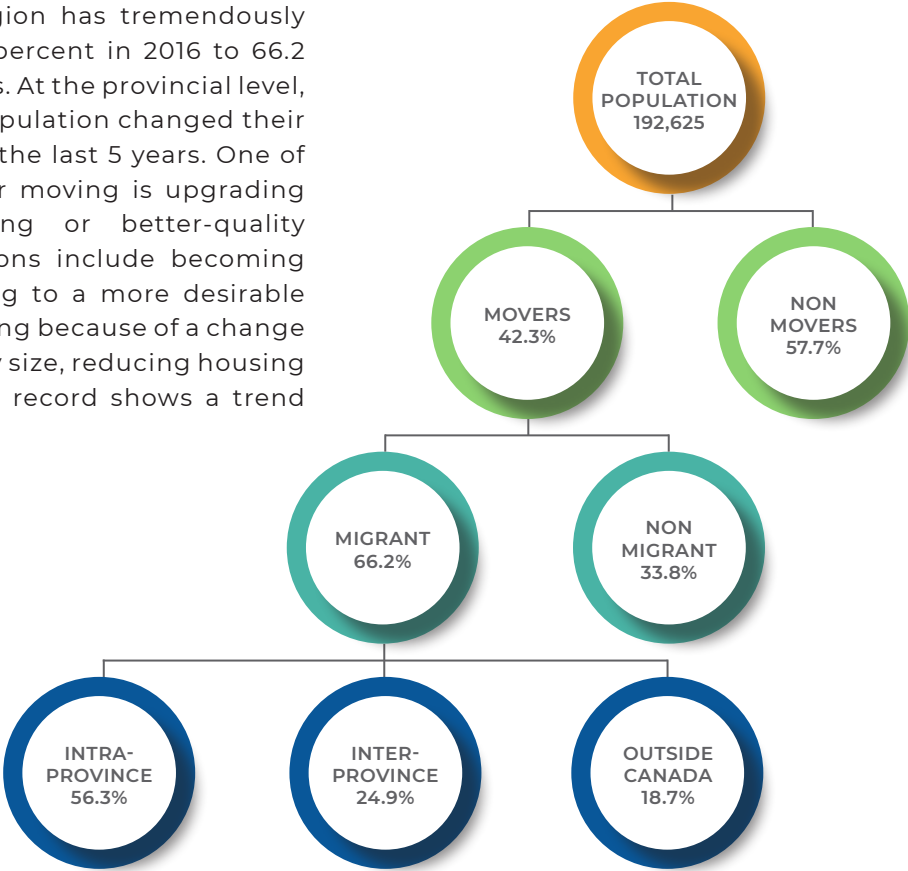 gion has tremendously
percent in 2016 to 66.2
s. At the provincial level,
pulation changed their
the last 5 years. One of
r moving is upgrading
ng or better-quality
ons include becoming
g to a more desirable
ng because of a change
size, reducing housing
record shows a trend
TOTAL
POPULATION
192,625
MOVERS
42.3%
NON
MOVERS
57.7%
MIGRANT
66.2%
NON
MIGRANT
33.8%
INTRA-
PROVINCE
56.3%
INTER-
PROVINCE
24.9%
OUTSIDE
CANADA
18.7%